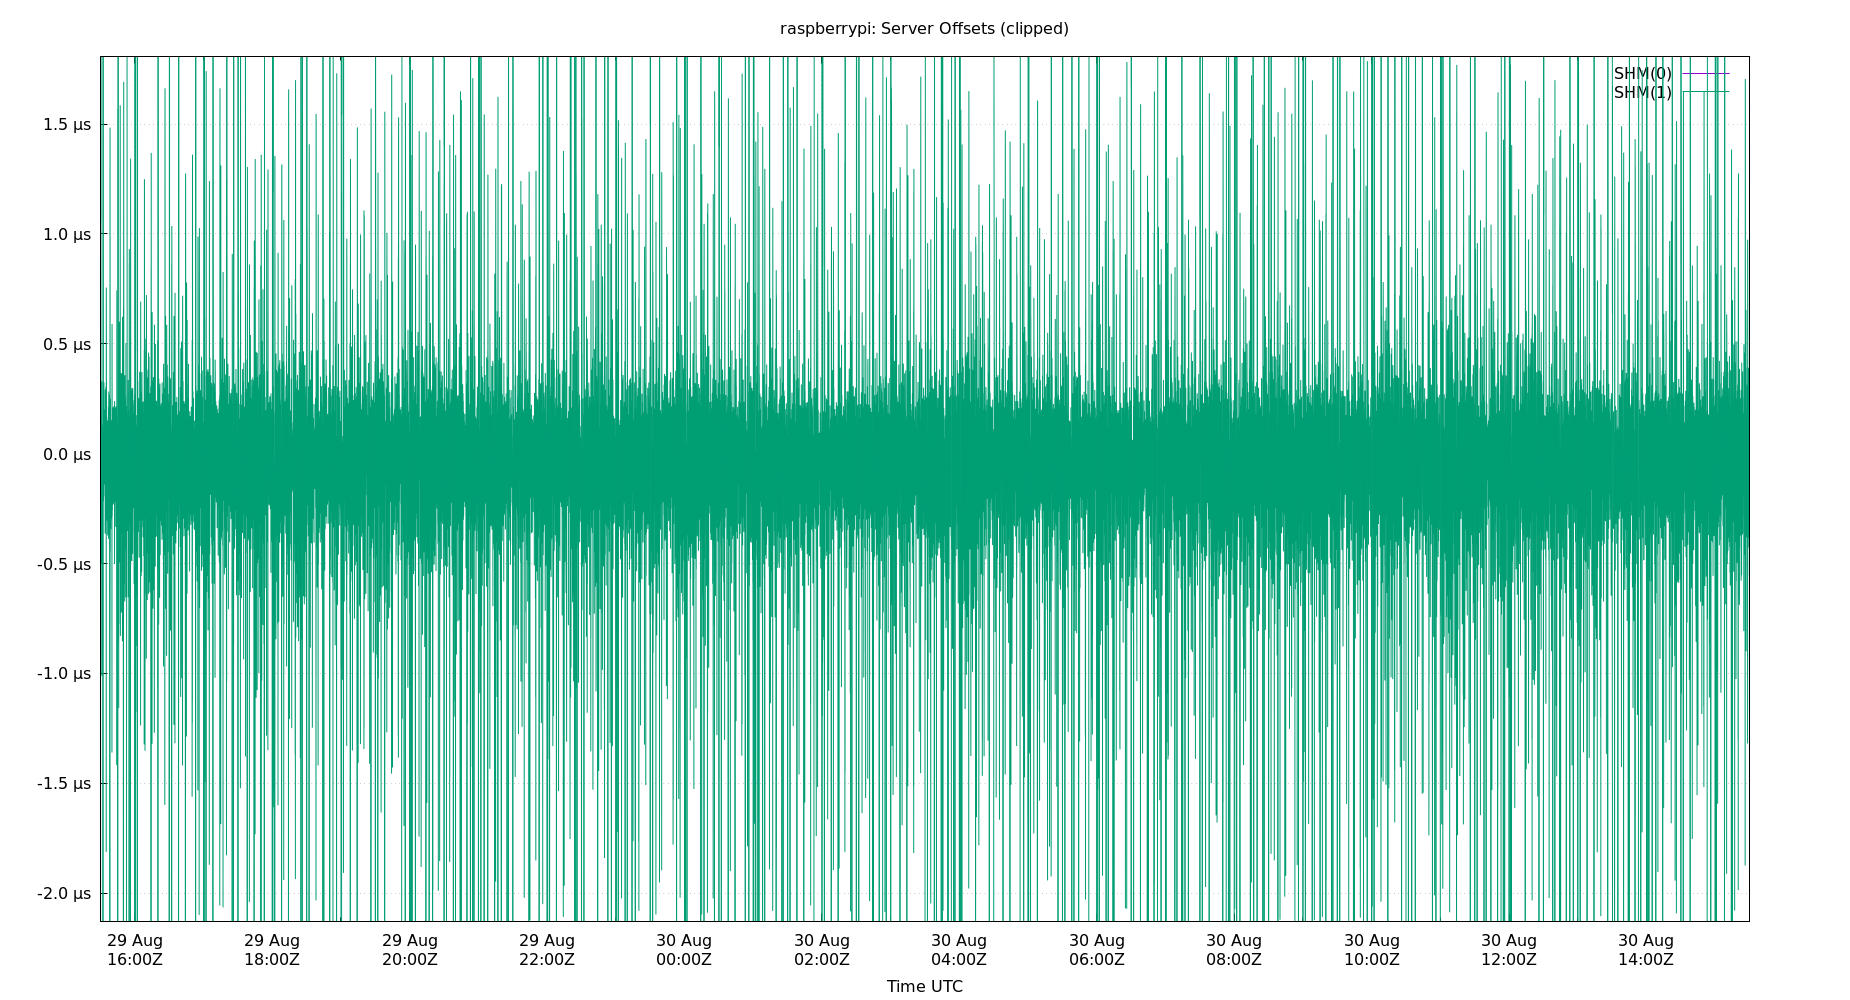 raspberrypi: Server Offsets (clipped)
SHM(0)
SHM(1)
1.5 μs
1.0 μs
0.5 μs
0.0 μs
-0.5 μs
-1.0 μs
-1.5 μs
-2.0 μs
29 Aug 29 Aug 29 Aug 29 Aug 30 Aug 30 Aug 30 Aug 30 Aug 30 Aug 30 Aug 30 Aug 30 Aug
16:00Z 18:00Z 20:00Z 22:00Z 00:00Z 02:00Z 04:00Z 06:00Z 08:00Z 10:00Z 12:00Z 14:00Z
Time UTC